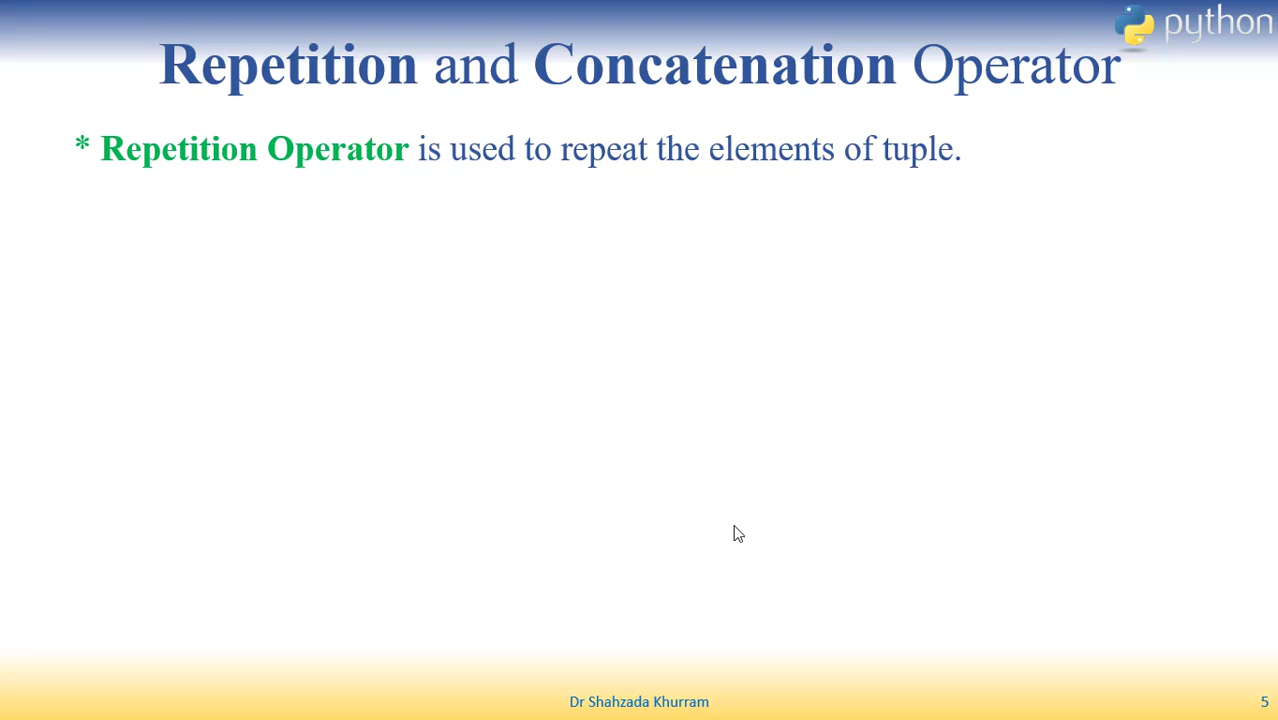 python
Repetition and Concatenation Operator
* Repetition Operator is used to repeat the elements of tuple.
Dr Shahzada Khurram
5